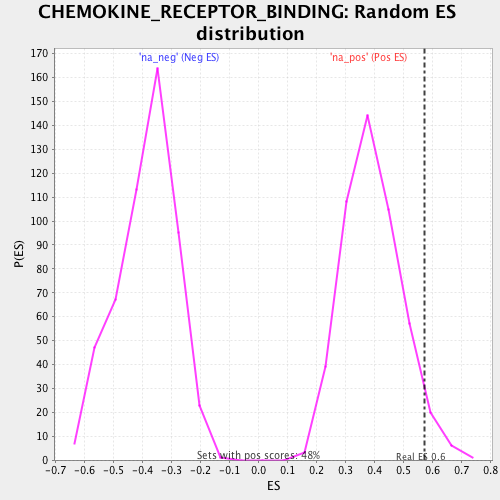 CHEMOKINE_RECEPTOR_BINDING: Random ES
distribution
'na_neg' (Neg ES)
'na_pos' (Pos ES)
170
160
150
140
130
120
110
100
90
80
70
60
50
40
30
20
10
0
P(ES)
Sets with pos scores: 48%
Real ES 0.6
-0.7 -0.6 -0.5 -0.4 -0.3 -0.2 -0.1 0.0 0.1 0.2 0.3 0.4 0.5 0.6 0.7 0.8
ES